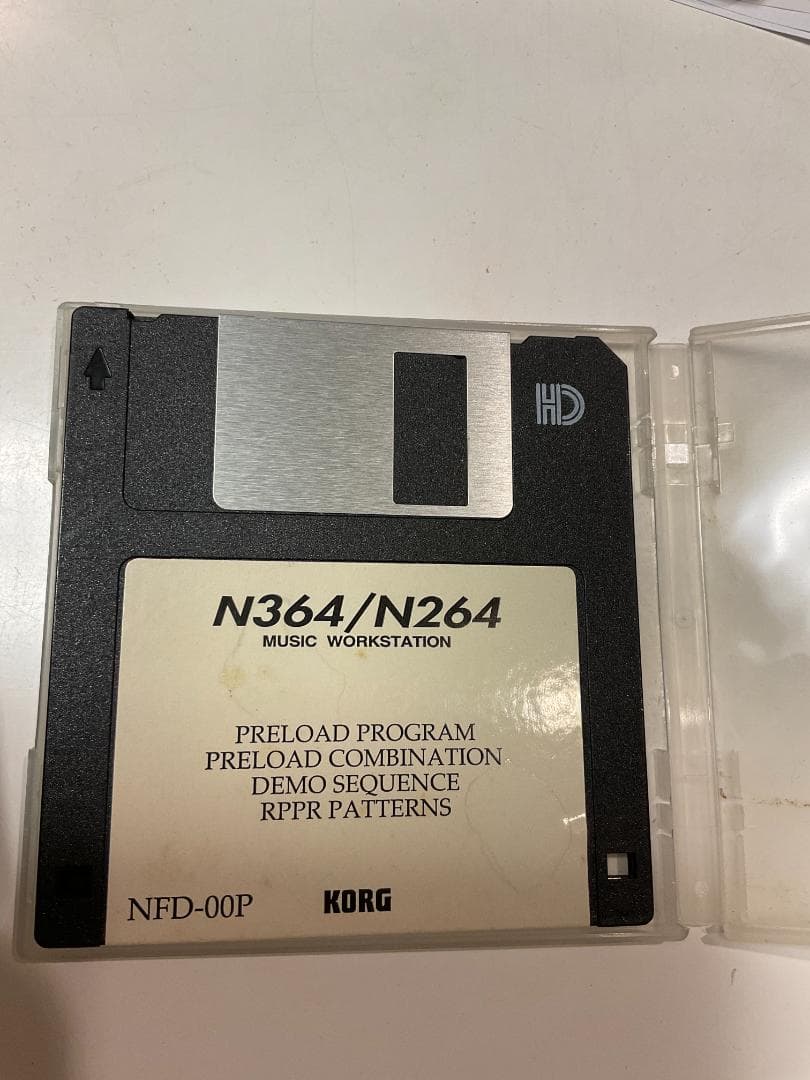 HD
N364/N264
MUSIC WORKSTATION
PRELOAD PROGRAM
PRELOAD COMBINATION
DEMO SEQUENCE
RPPR PATTERNS
NFD-00P KORG